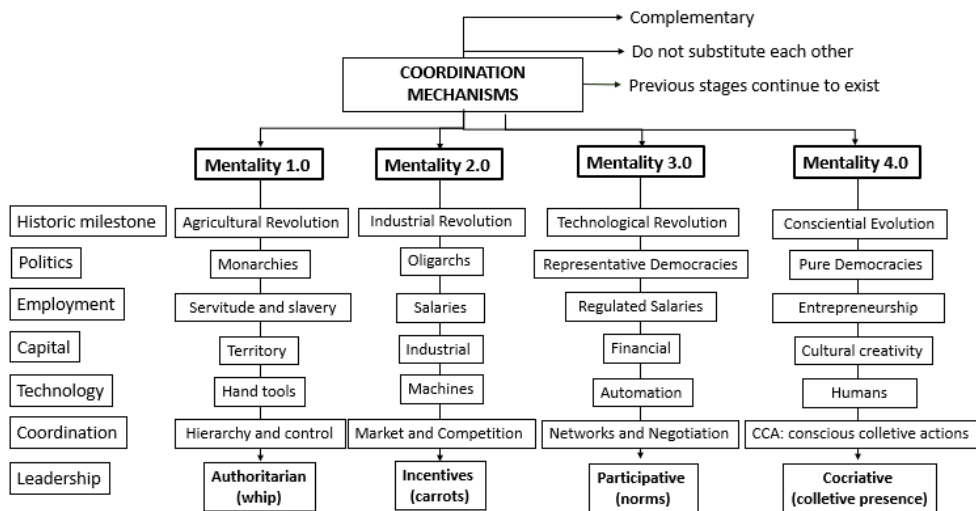 Complementary
Do not substitute each other
COORDINATION
MECHANISMS
Previous stages continue to exist
Mentality 1.0
Mentality 2.0
Mentality 3.0
Mentality 4.0
Historic milestone
Agricultural Revolution
Industrial Revolution
Technological Revolution
Consciential Evolution
Politics
Monarchies
Oligarchs
Representative Democracies
Pure Democracies
Employment
Servitude and slavery
Salaries
Regulated Salaries
Entrepreneurship
Capital
Territory
Industrial
Financial
Cultural creativity
Technology
Hand tools
Machines
Automation
Humans
Coordination
Hierarchy and control
Market and Competition
Networks and Negotiation
CCA: conscious colletive actions
Leadership
Authoritarian
(whip)
Incentives
(carrots)
Participative
(norms)
Cocriative
(colletive presence)